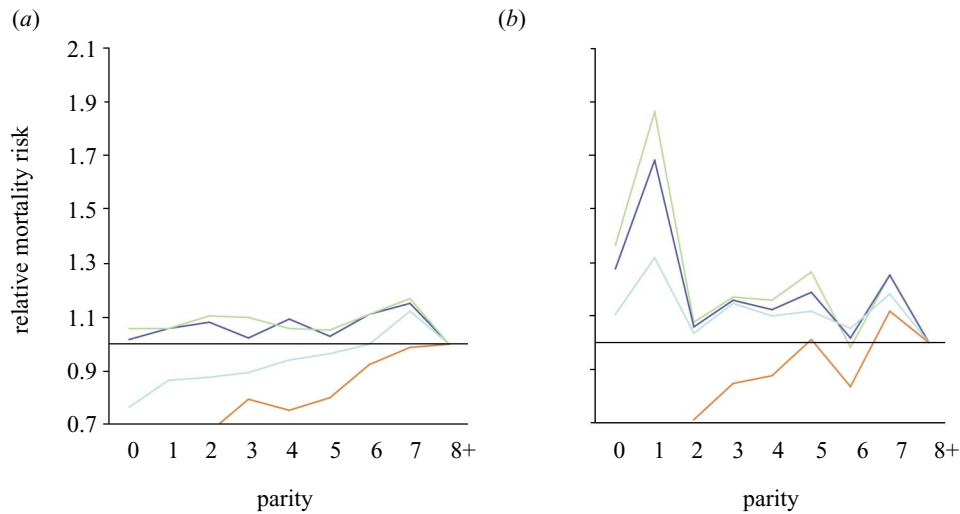 (a)
(b)
relative mortality risk
2.1
1.9
1.7
1.5
1.3
1.1
0.9
0.7
0 1 2 3 4 5 6 7 8+
0 1 2 3 4 5 6 7 8+
parity
parity